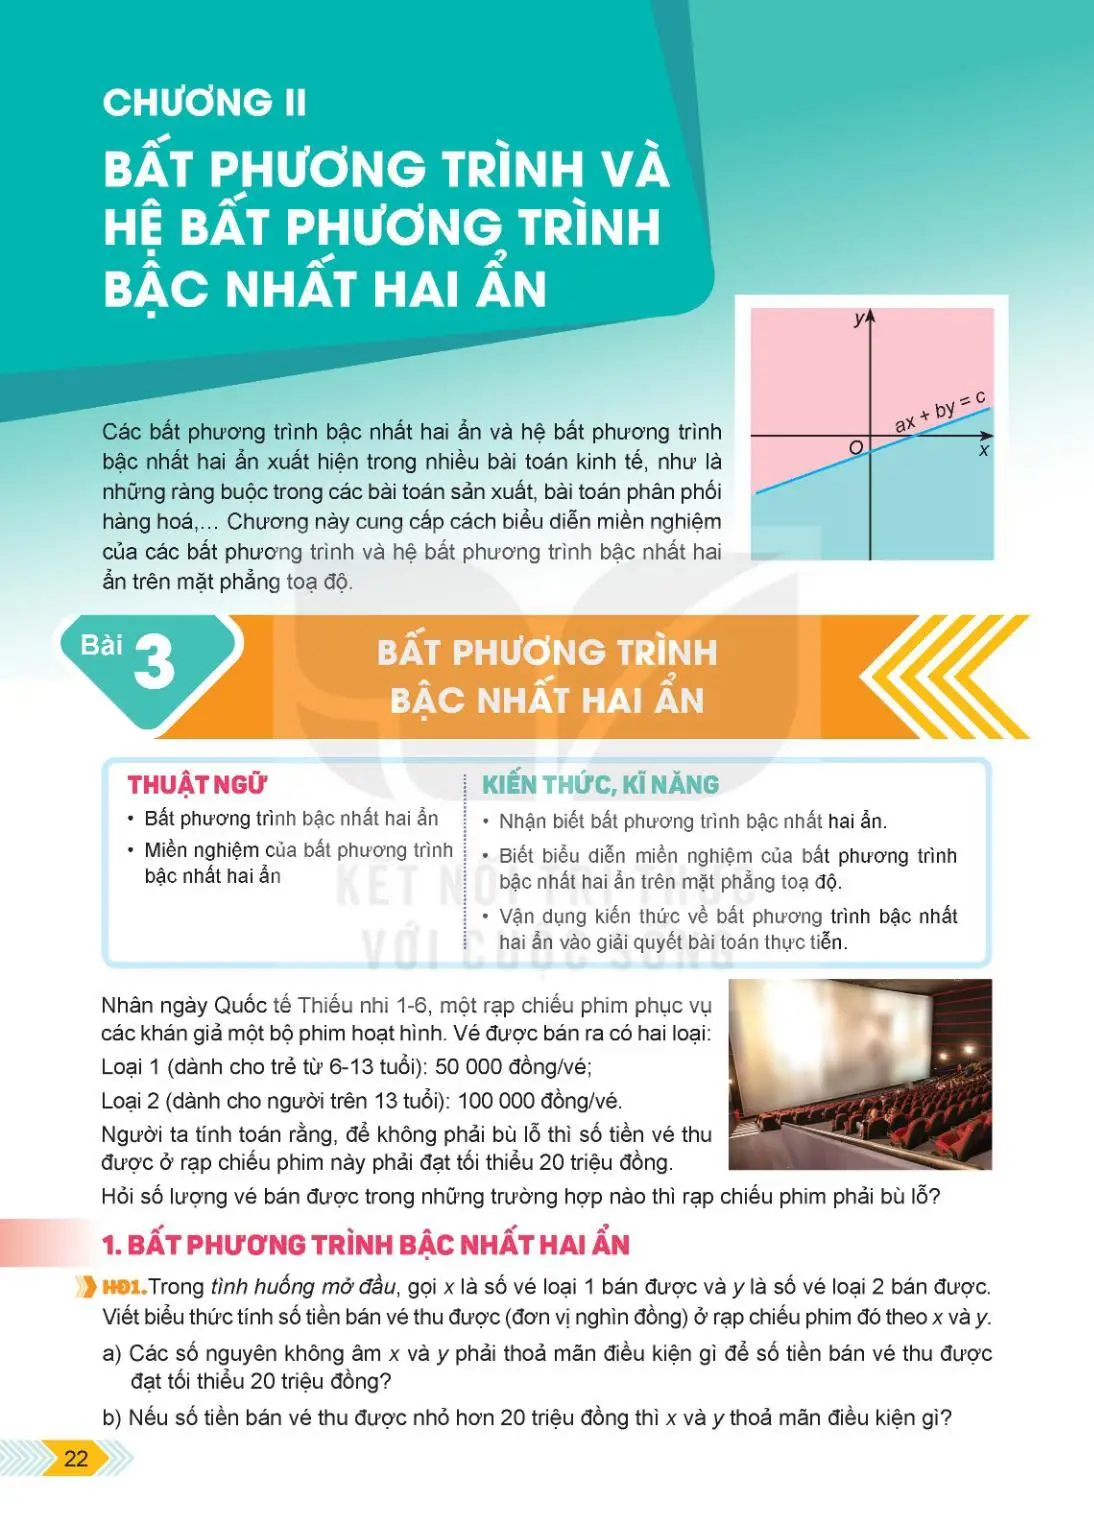 CHƯƠNG II
BẤT PHƯƠNG TRÌNH VÀ
HỆ BẤT PHƯƠNG TRÌNH
BẬC NHẤT HAI ẨN
y
ax + by = c
O
x
Các bất phương trình bậc nhất hai ẩn và hệ bất phương trình
bậc nhất hai ẩn xuất hiện trong nhiều bài toán kinh tế, như là
những ràng buộc trong các bài toán sản xuất, bài toán phân phối
hàng hoá,... Chương này cung cấp cách biểu diễn miền nghiệm
của các bất phương trình và hệ bất phương trình bậc nhất hai
ẩn trên mặt phẳng toạ độ.
Bài 3
BẤT PHƯƠNG TRÌNH
BẬC NHẤT HAI ẨN
THUẬT NGỮ
• Bất phương trình bậc nhất hai ẩn
• Miền nghiệm của bất phương trình
bậc nhất hai ẩn
KIẾN THỨC, KĨ NĂNG
• Nhận biết bất phương trình bậc nhất hai ẩn.
• Biết biểu diễn miền nghiệm của bất phương trình
bậc nhất hai ẩn trên mặt phẳng toạ độ.
• Vận dụng kiến thức về bất phương trình bậc nhất
hai ẩn vào giải quyết bài toán thực tiễn.
KẾT NỐI TRI THỨC
VỚI CUỘC SỐNG
Nhân ngày Quốc tế Thiếu nhi 1-6, một rạp chiếu phim phục vụ
các khán giả một bộ phim hoạt hình. Vé được bán ra có hai loại:
Loại 1 (dành cho trẻ từ 6-13 tuổi): 50 000 đồng/vé;
Loại 2 (dành cho người trên 13 tuổi): 100 000 đồng/vé.
Người ta tính toán rằng, để không phải bù lỗ thì số tiền vé thu
được ở rạp chiếu phim này phải đạt tối thiểu 20 triệu đồng.
Hỏi số lượng vé bán được trong những trường hợp nào thì rạp chiếu phim phải bù lỗ?
1. BẤT PHƯƠNG TRÌNH BẬC NHẤT HAI ẨN
HĐ1. Trong tình huống mở đầu, gọi x là số vé loại 1 bán được và y là số vé loại 2 bán được.
Viết biểu thức tính số tiền bán vé thu được (đơn vị nghìn đồng) ở rạp chiếu phim đó theo x và y.
a) Các số nguyên không âm x và y phải thoả mãn điều kiện gì để số tiền bán vé thu được
đạt tối thiểu 20 triệu đồng?
b) Nếu số tiền bán vé thu được nhỏ hơn 20 triệu đồng thì x và y thoả mãn điều kiện gì?
22